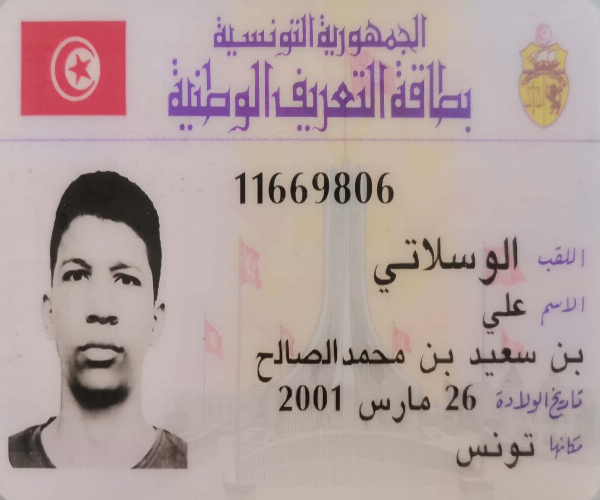 الجمهورية التونسية
بطاقة التعريف الوطنية
11669806
اللقب الوسلاتي
الاسم علي
بن سعيد بن محمد الصالح
تاريخ الولادة 26 مارس 2001
مكانها تونس